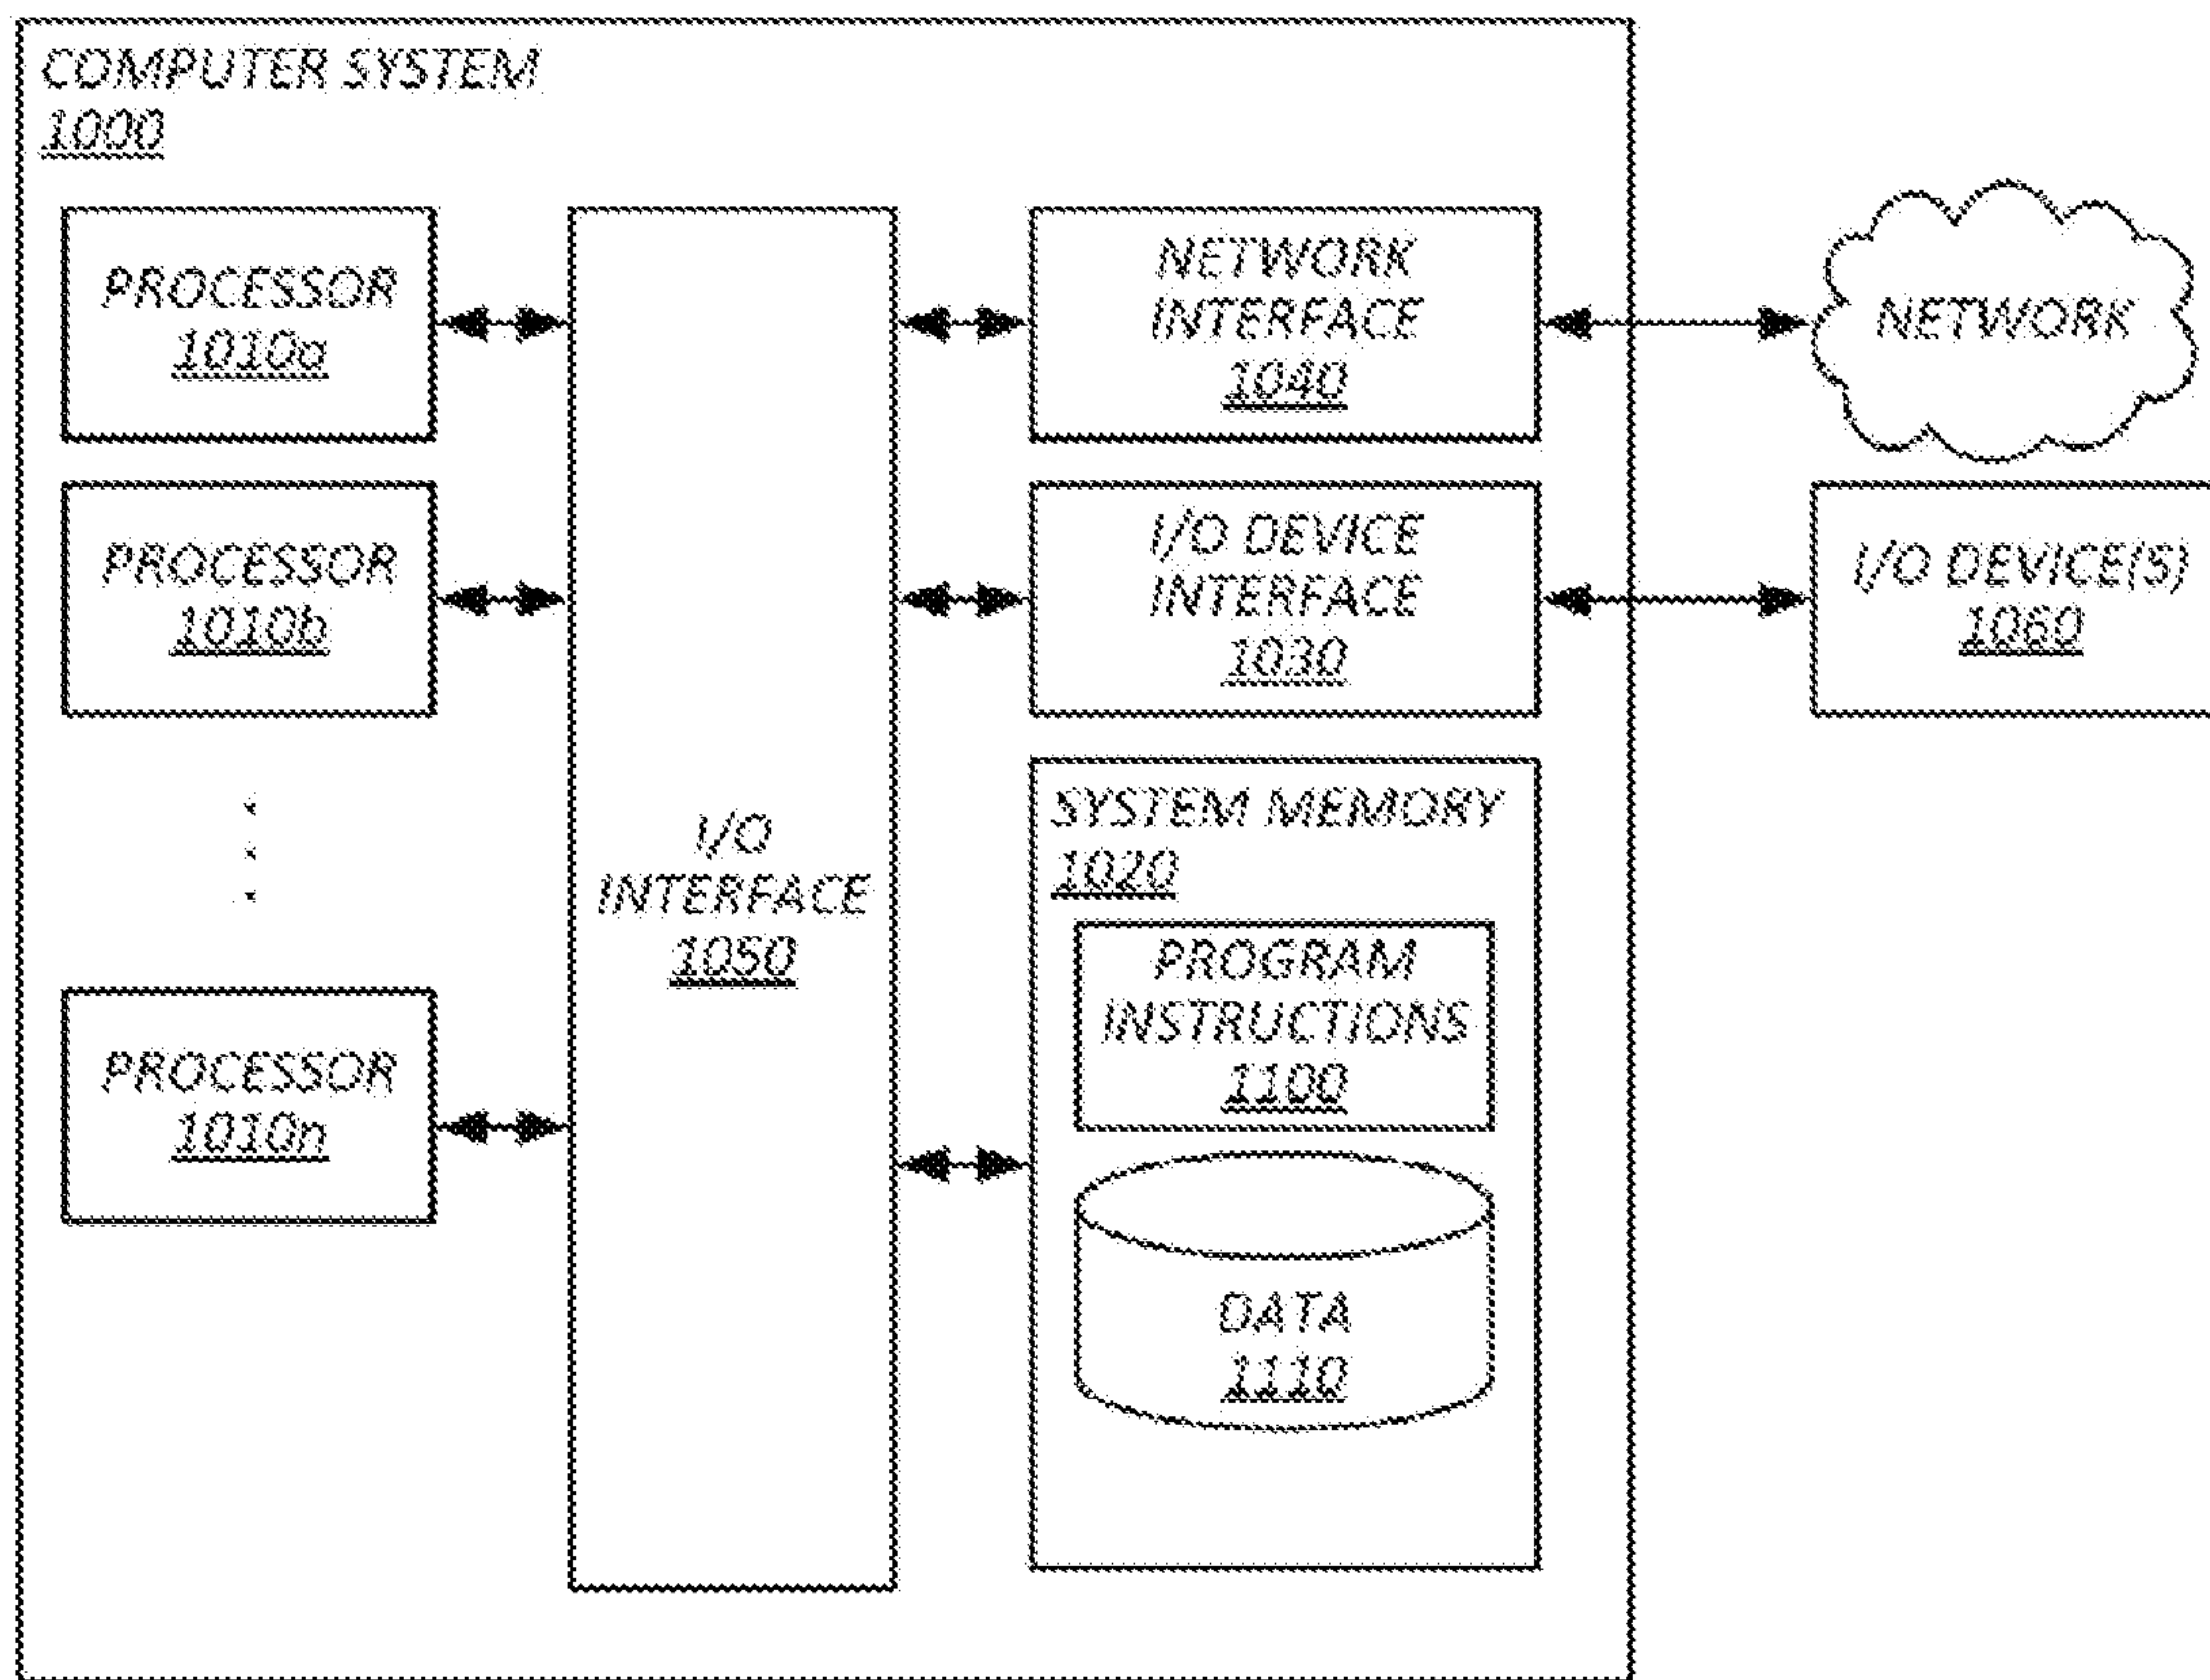 COMPUTER SYSTEM
1000
PROCESSOR
1010a
PROCESSOR
1010b
PROCESSOR
1010n
I/O
INTERFACE
1050
NETWORK
INTERFACE
1040
I/O DEVICE
INTERFACE
1030
SYSTEM MEMORY
1020
PROGRAM
INSTRUCTIONS
1100
DATA
1110
NETWORK
I/O DEVICE(S)
1060